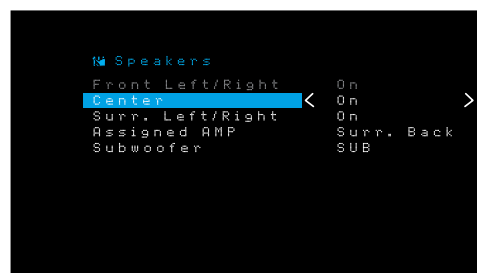 Speakers
Front Left/Right On
Center < On >
Surr. Left/Right On
Assigned AMP Surr. Back
Subwoofer SUB